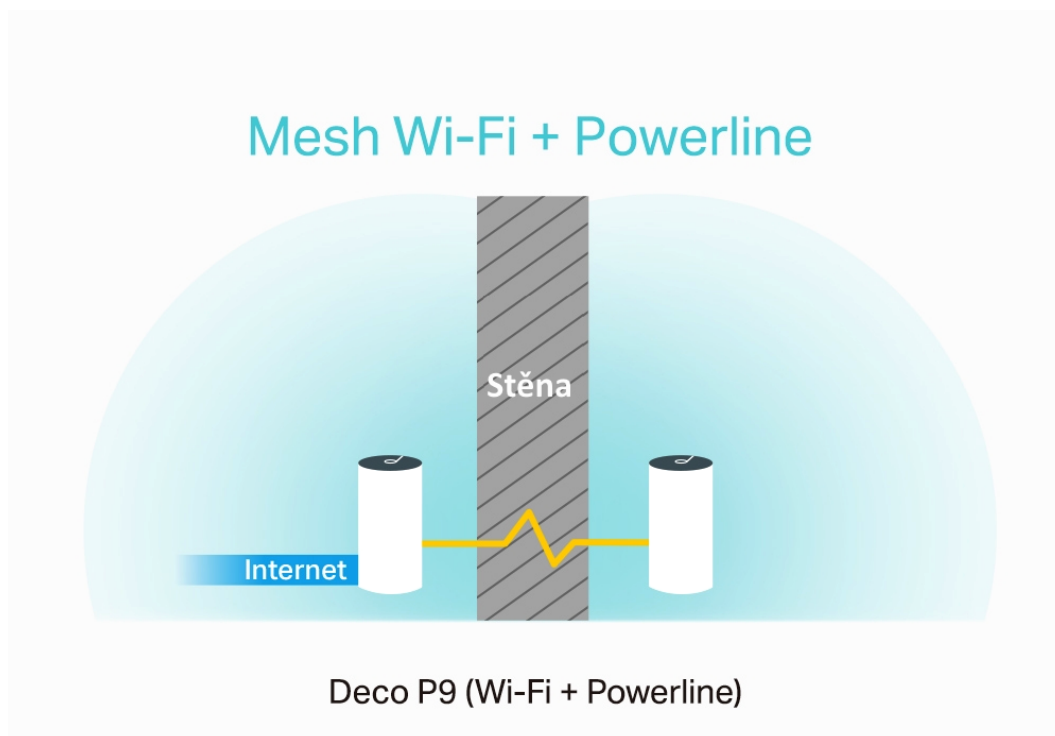 Mesh Wi-Fi + Powerline
Stěna
Internet
Deco P9 (Wi-Fi + Powerline)